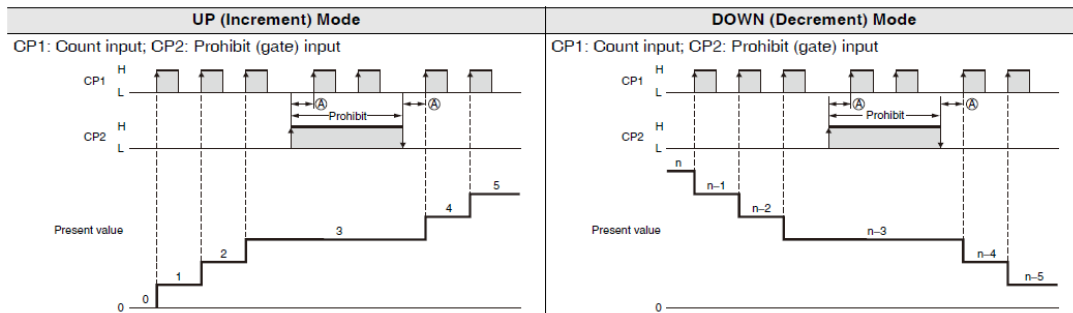 UP (Increment) Mode
CP1: Count input; CP2: Prohibit (gate) input
H
CP1
L
Ⓐ Ⓐ
Prohibit
H
CP2
L
5
4
Present value 3
2
1
0
0
DOWN (Decrement) Mode
CP1: Count input; CP2: Prohibit (gate) input
H
CP1
L
Ⓐ Ⓐ
Prohibit
H
CP2
L
n
n–1
n–2
Present value n–3
n–4
n–5
0